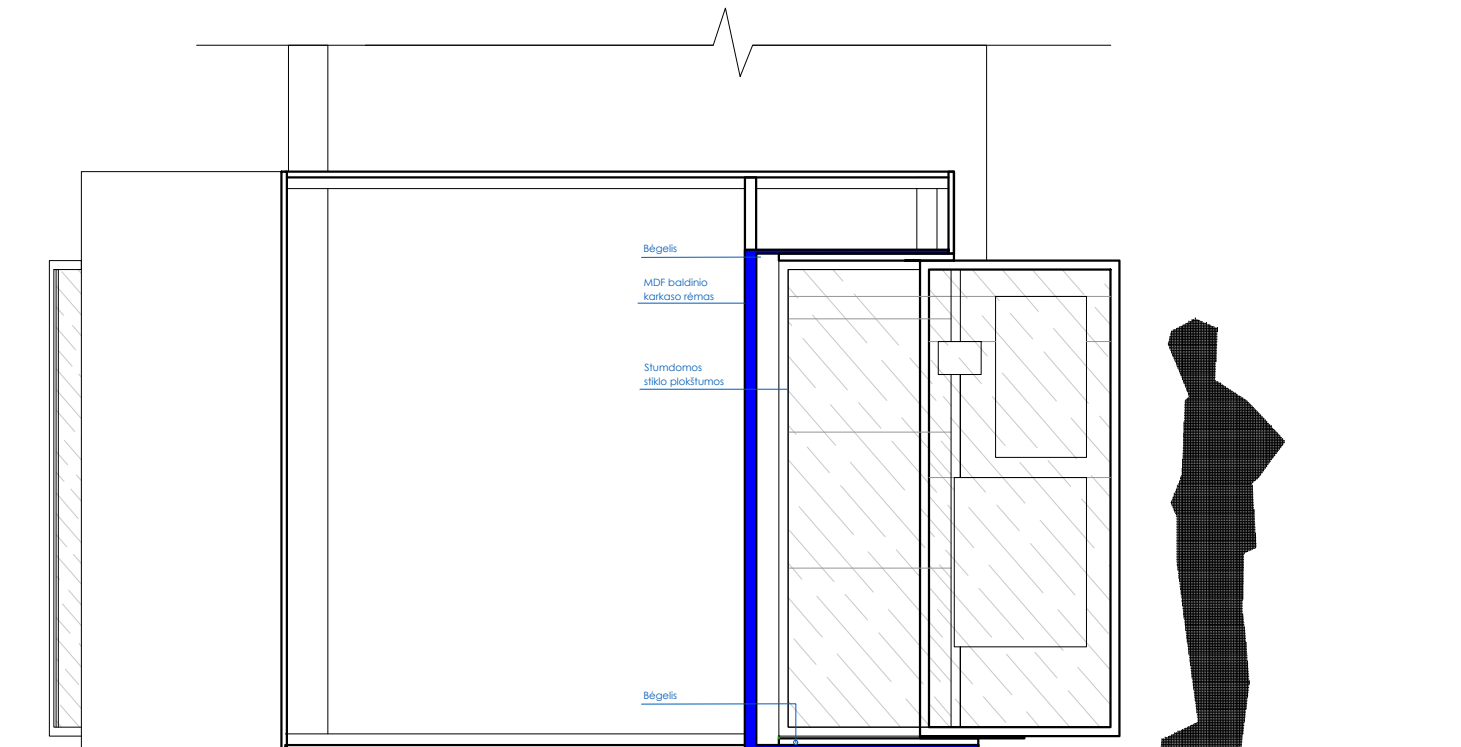 Bėgelis
MDF baldinio
karkaso rėmas
Stumdomos
stiklo plokštumos
Bėgelis